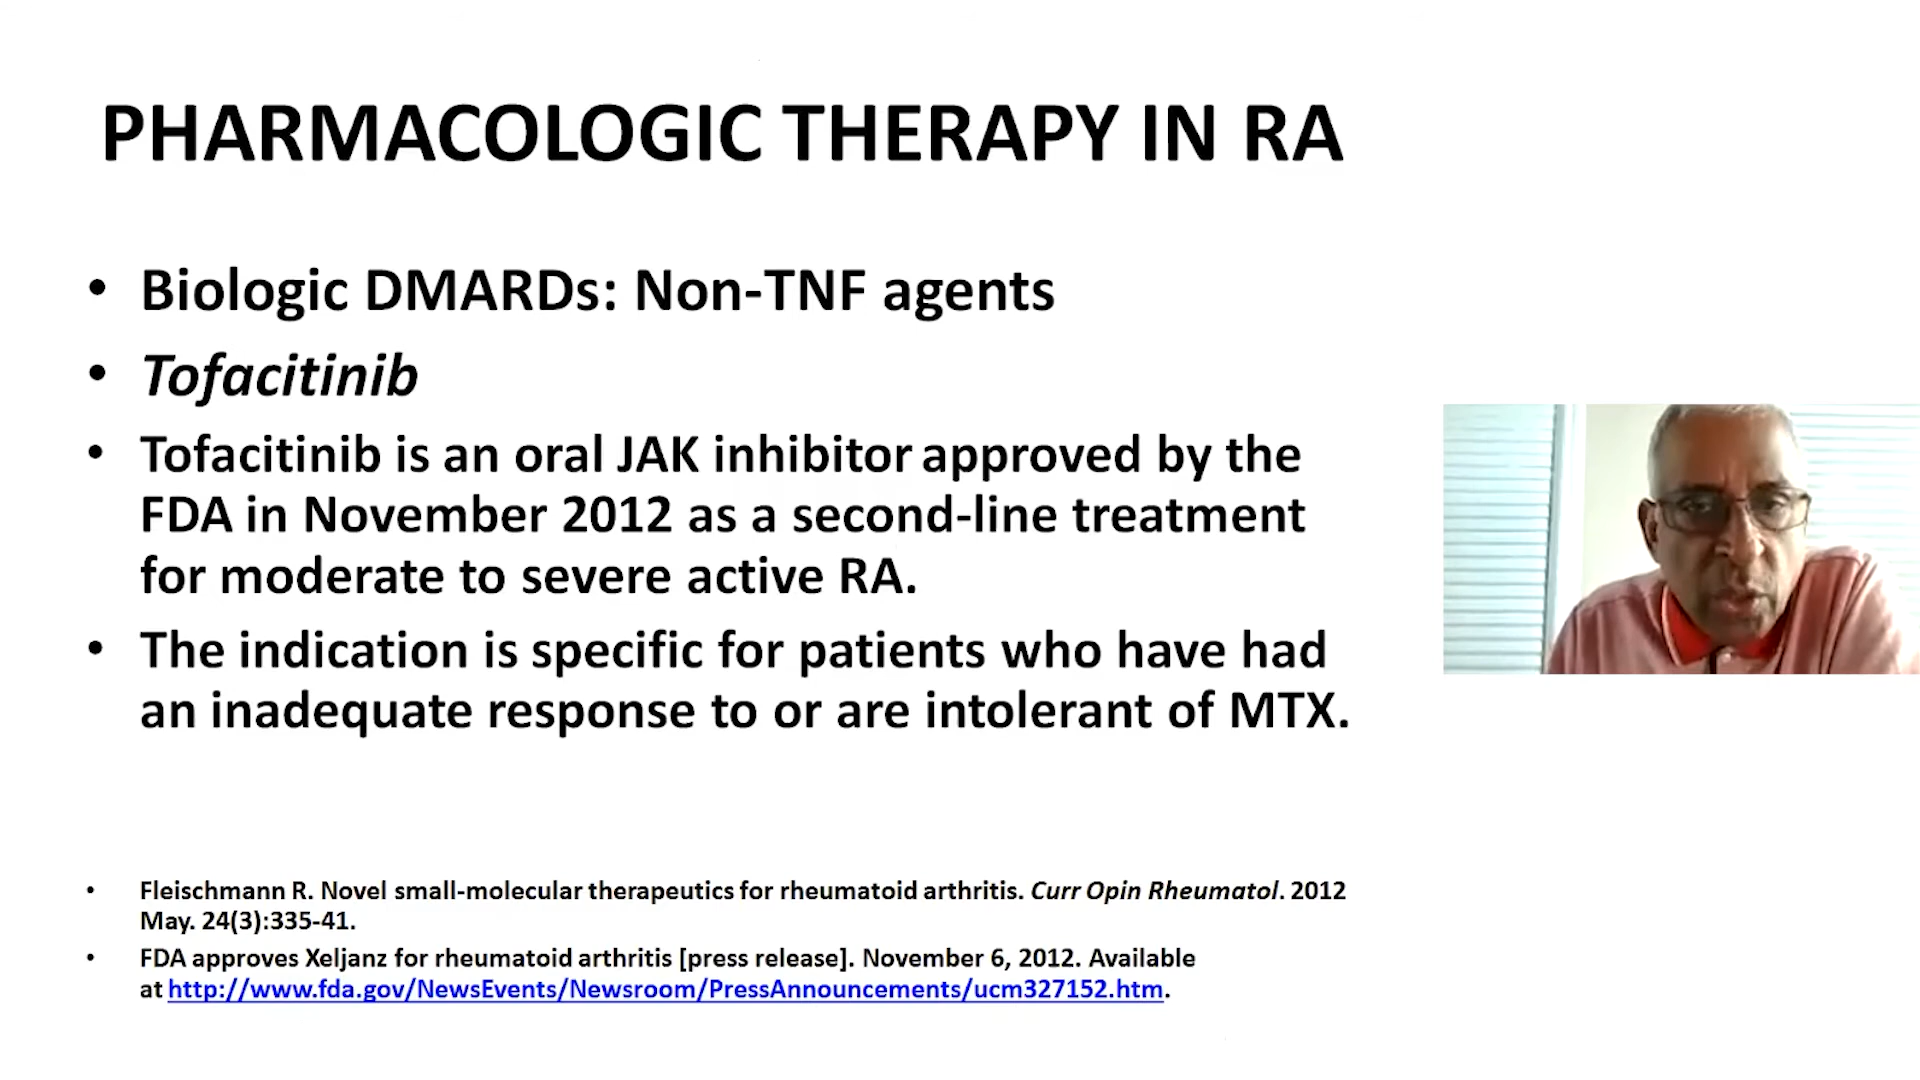 PHARMACOLOGIC THERAPY IN RA
• Biologic DMARDs: Non-TNF agents
• Tofacitinib
• Tofacitinib is an oral JAK inhibitor approved by the
FDA in November 2012 as a second-line treatment
for moderate to severe active RA.
• The indication is specific for patients who have had
an inadequate response to or are intolerant of MTX.
• Fleischmann R. Novel small-molecular therapeutics for rheumatoid arthritis. Curr Opin Rheumatol. 2012
May. 24(3):335-41.
• FDA approves Xeljanz for rheumatoid arthritis [press release]. November 6, 2012. Available
at http://www.fda.gov/NewsEvents/Newsroom/PressAnnouncements/ucm327152.htm.